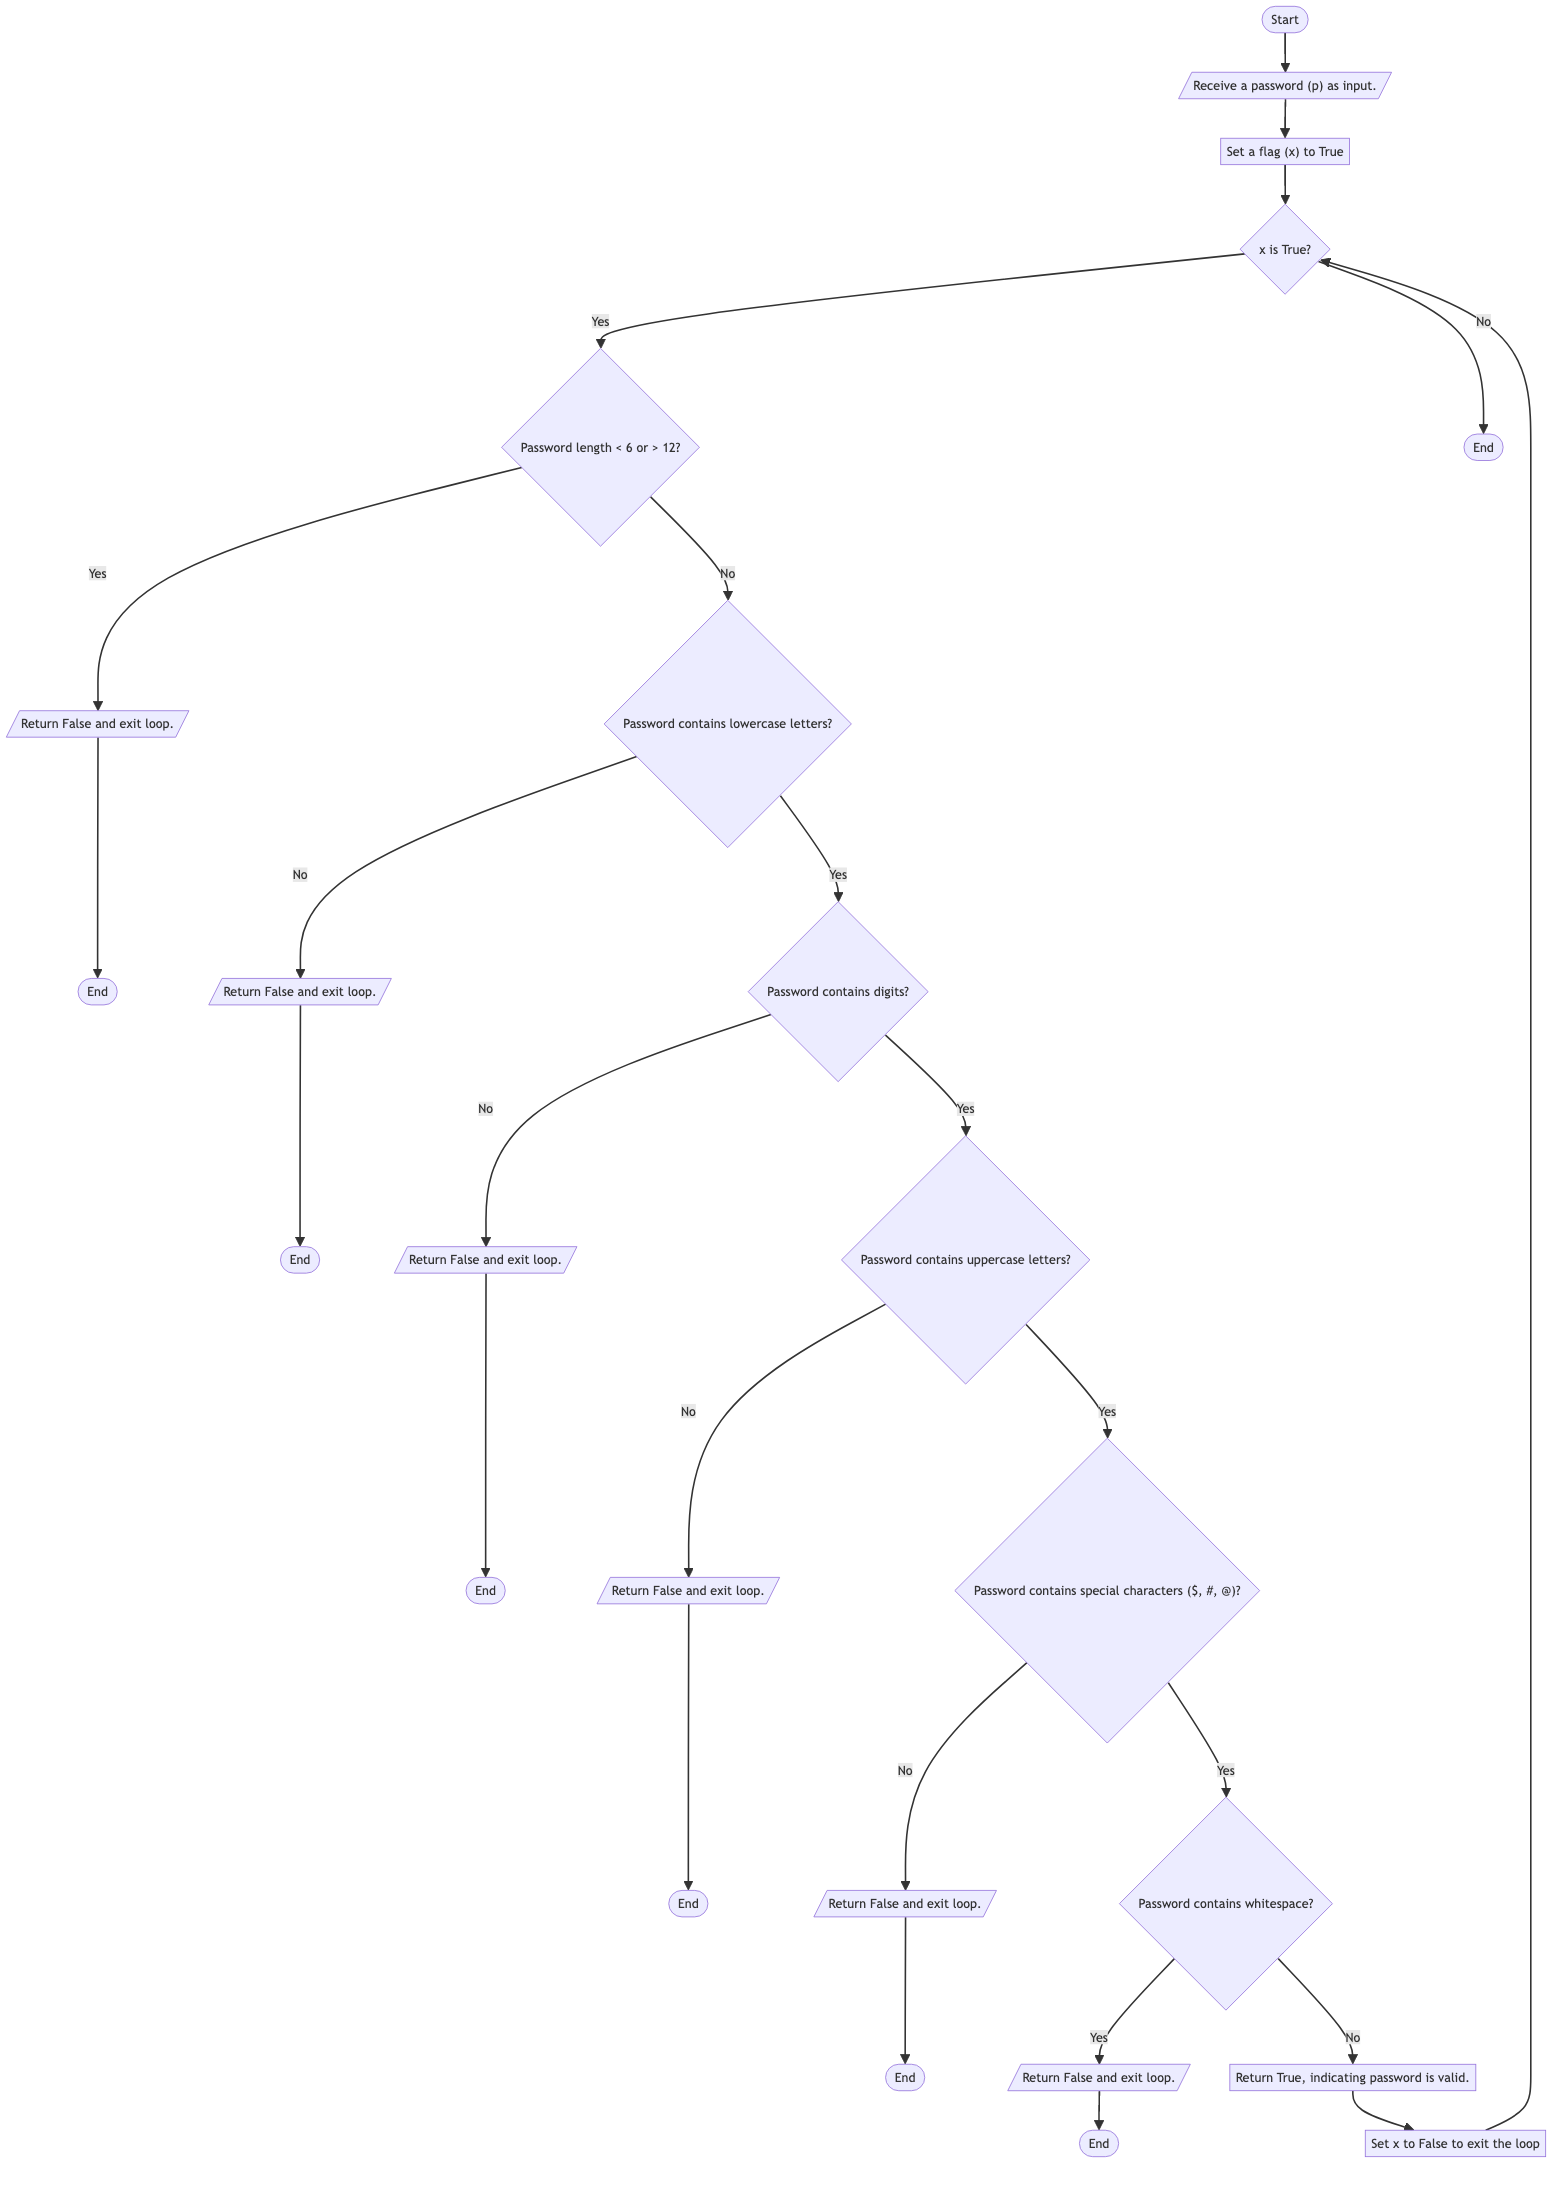 Start
Receive a password (p) as input.
Set a flag (x) to True
x is True?
Yes
No
Password length < 6 or > 12?
End
Yes
No
Return False and exit loop.
Password contains lowercase letters?
No
Yes
End
Return False and exit loop.
Password contains digits?
No
Yes
End
Return False and exit loop.
Password contains uppercase letters?
No
Yes
End
Return False and exit loop.
Password contains special characters ($, #, @)?
No
Yes
End
Return False and exit loop.
Password contains whitespace?
Yes
No
End
Return False and exit loop.
Return True, indicating password is valid.
End
Set x to False to exit the loop